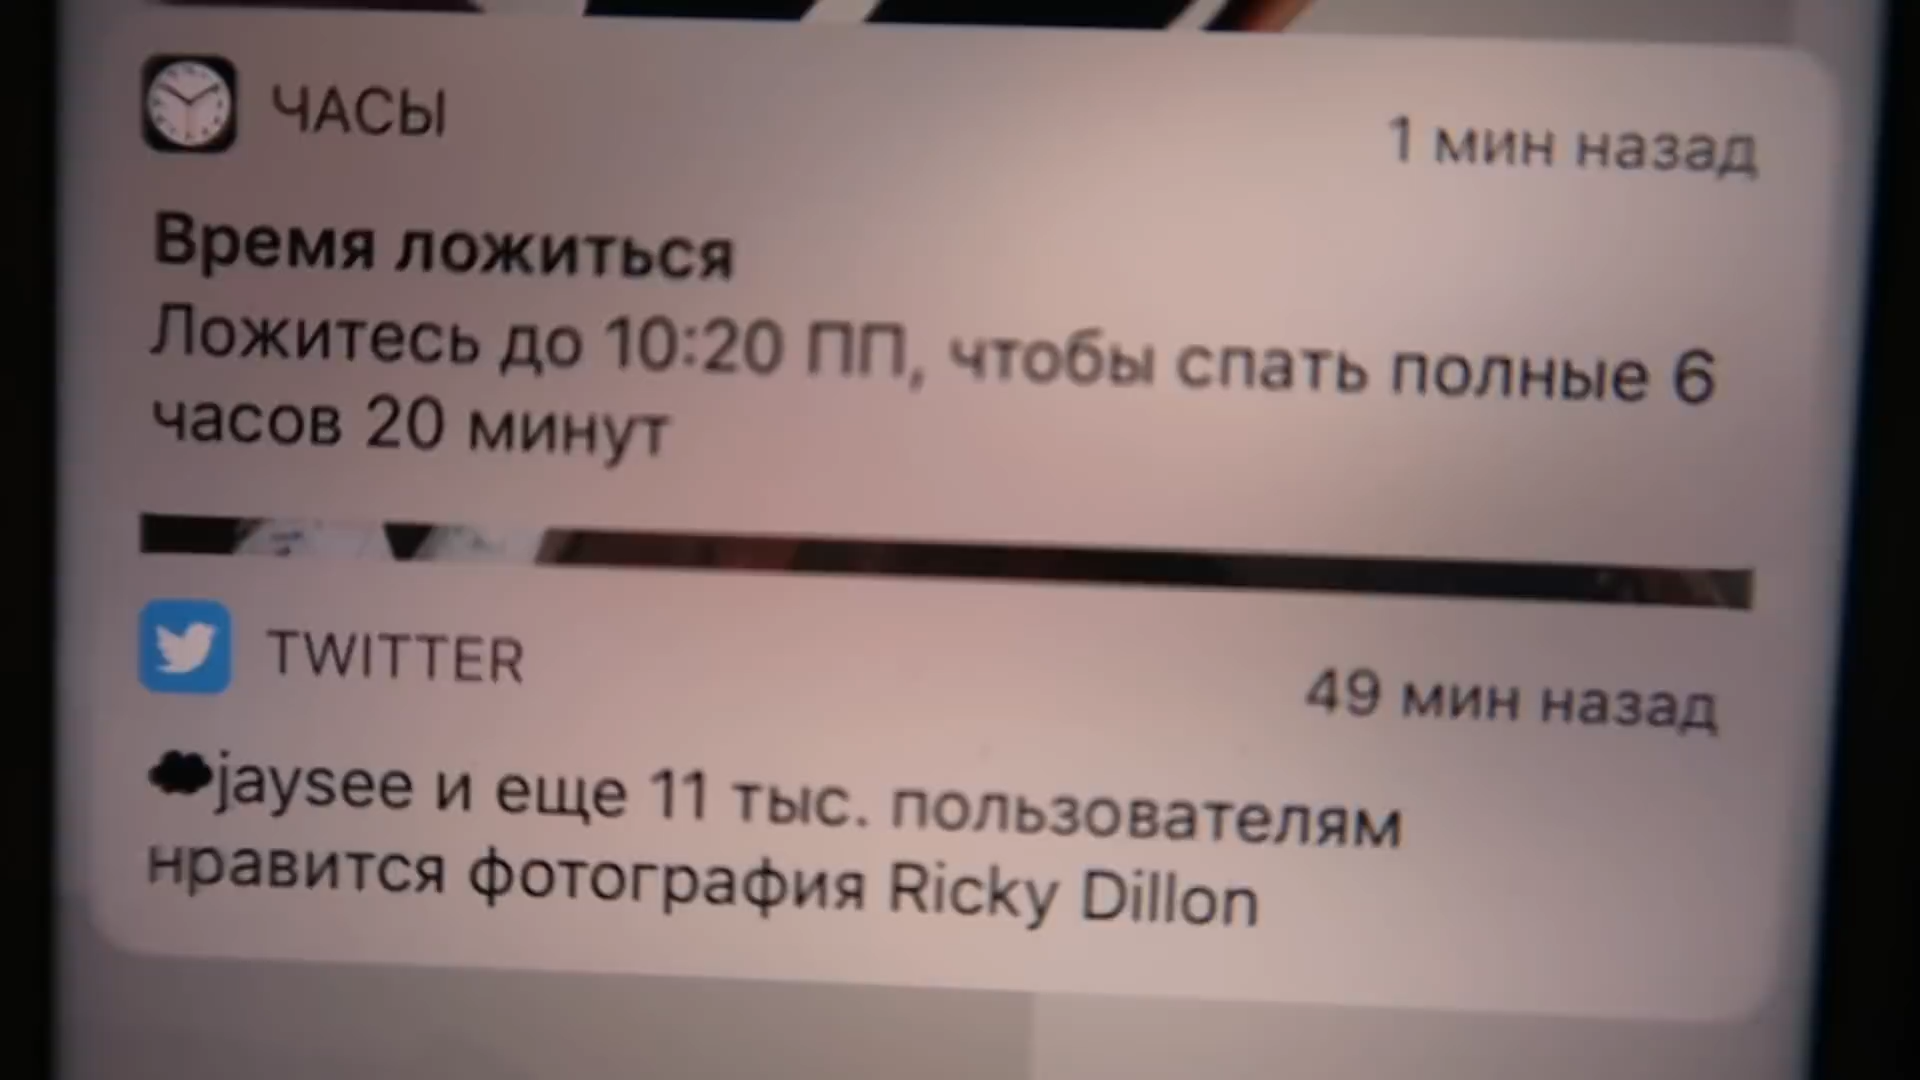 ЧАСЫ
1 мин назад
Время ложиться
Ложитесь до 10:20 ПП, чтобы спать полные 6
часов 20 минут
TWITTER
49 мин назад
jaysee и еще 11 тыс. пользователям
нравится фотография Ricky Dillon